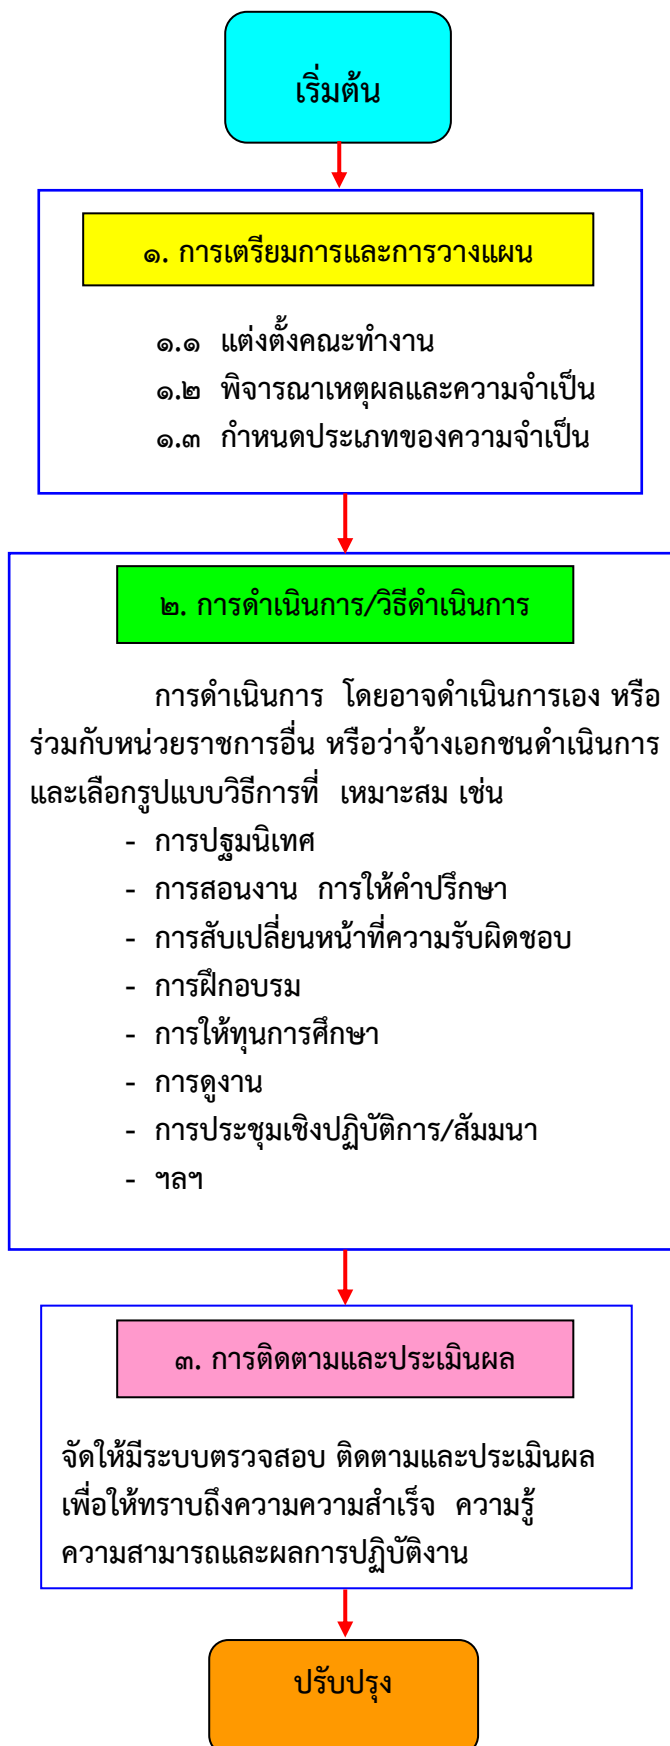 เริ่มต้น
๑. การเตรียมการและการวางแผน
๑.๑ แต่งตั้งคณะทำงาน
๑.๒ พิจารณาเหตุผลและความจำเป็น
๑.๓ กำหนดประเภทของความจำเป็น
๒. การดำเนินการ/วิธีดำเนินการ
การดำเนินการ โดยอาจดำเนินการเอง หรือ
ร่วมกับหน่วยราชการอื่น หรือว่าจ้างเอกชนดำเนินการ
และเลือกรูปแบบวิธีการที่ เหมาะสม เช่น
- การปฐมนิเทศ
- การสอนงาน การให้คำปรึกษา
- การสับเปลี่ยนหน้าที่ความรับผิดชอบ
- การฝึกอบรม
- การให้ทุนการศึกษา
- การดูงาน
- การประชุมเชิงปฏิบัติการ/สัมมนา
- ฯลฯ
๓. การติดตามและประเมินผล
จัดให้มีระบบตรวจสอบ ติดตามและประเมินผล
เพื่อให้ทราบถึงความความสำเร็จ ความรู้
ความสามารถและผลการปฏิบัติงาน
ปรับปรุง